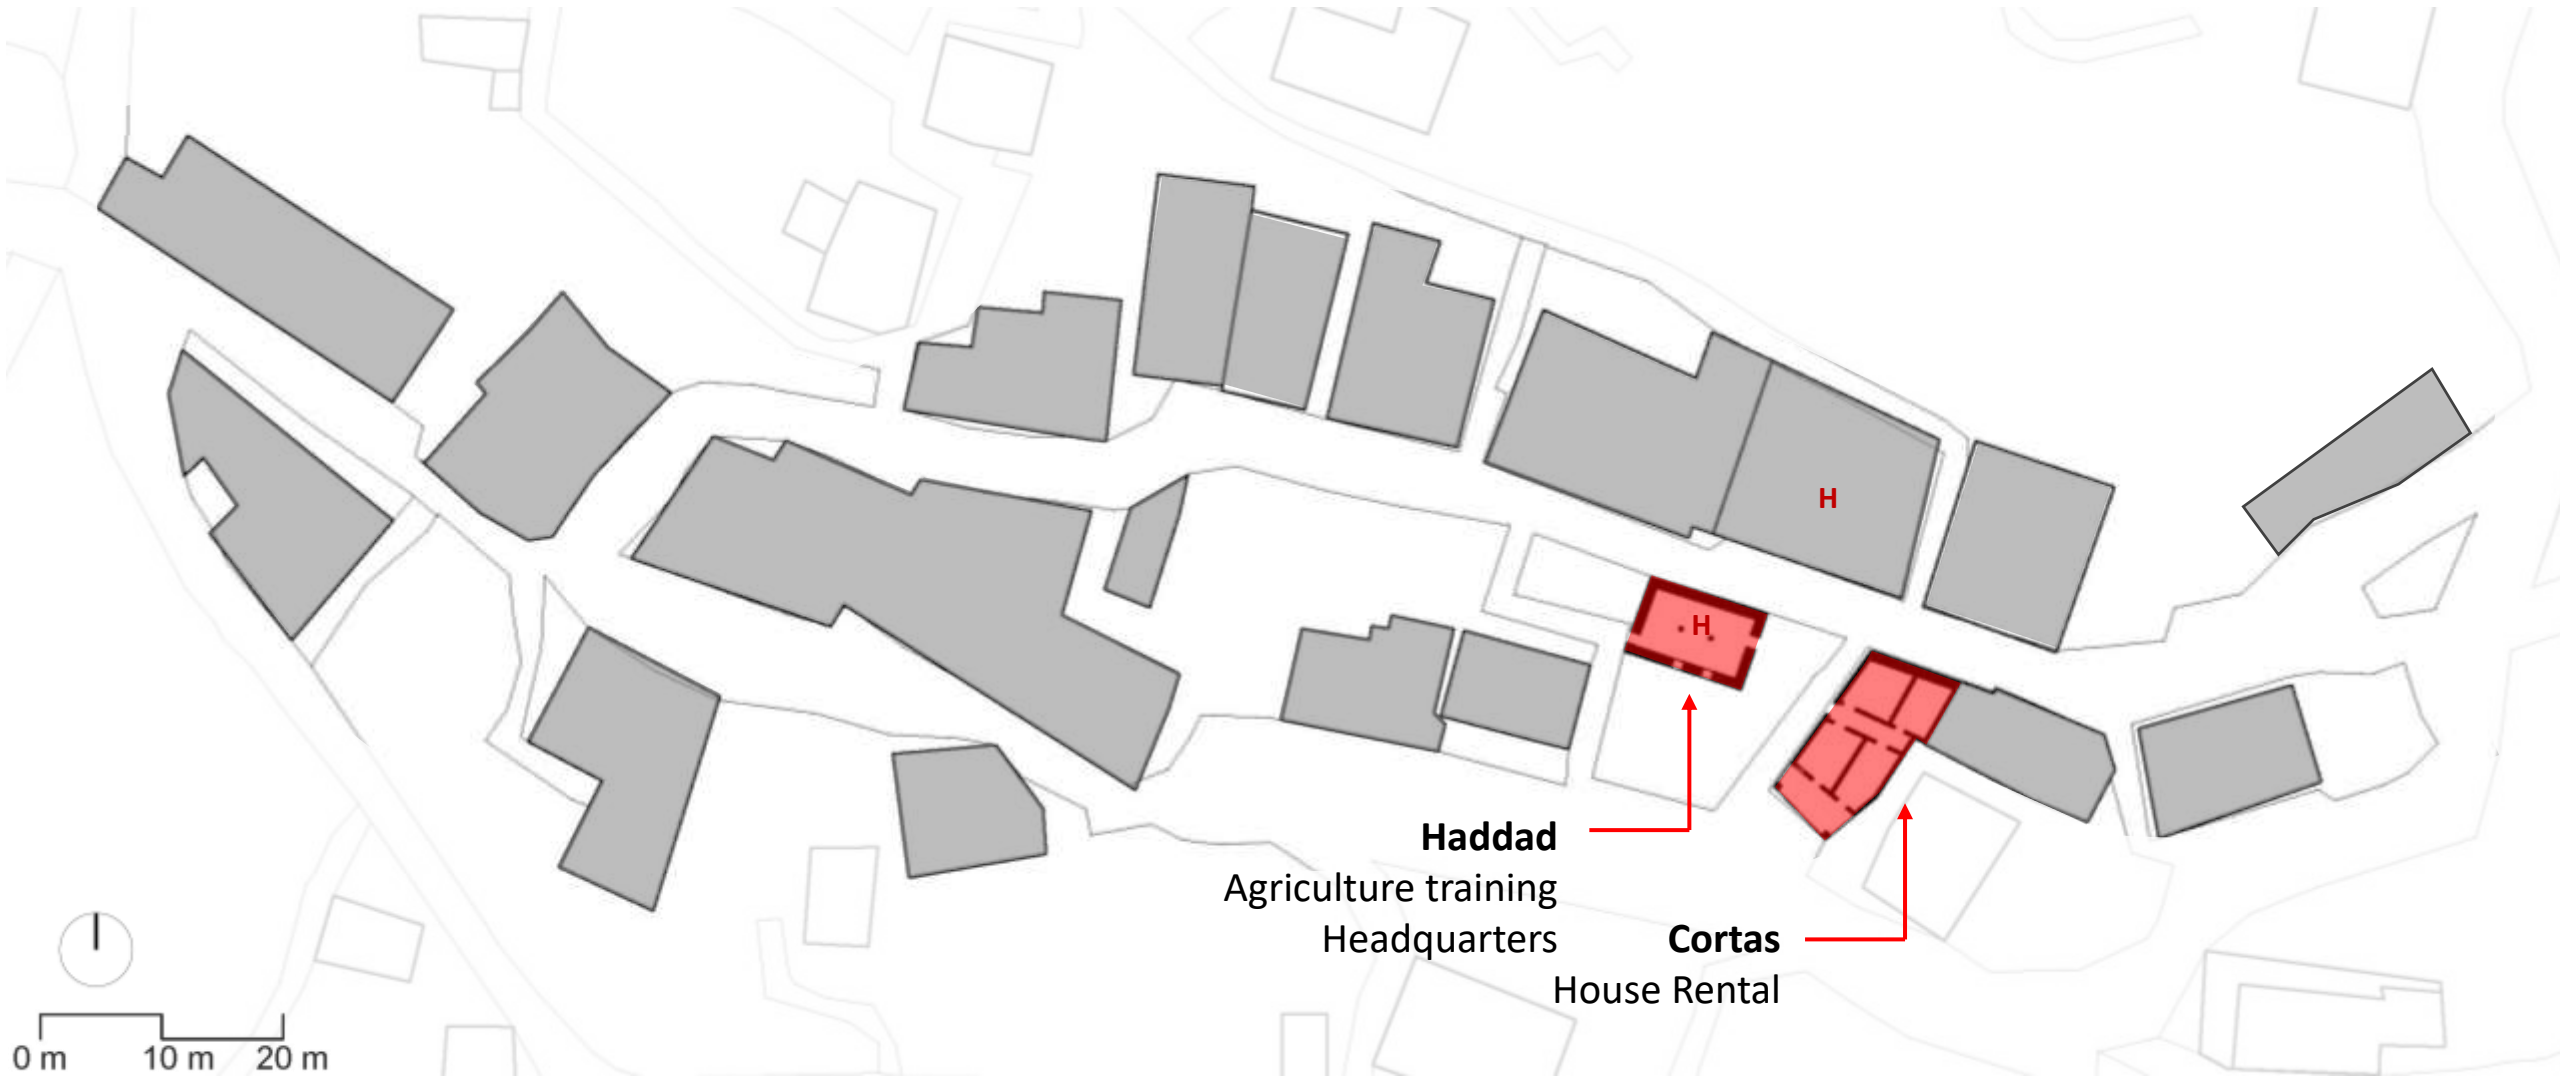 H
H
Haddad
Agriculture training
Headquarters
Cortas
House Rental
0 m 10 m 20 m